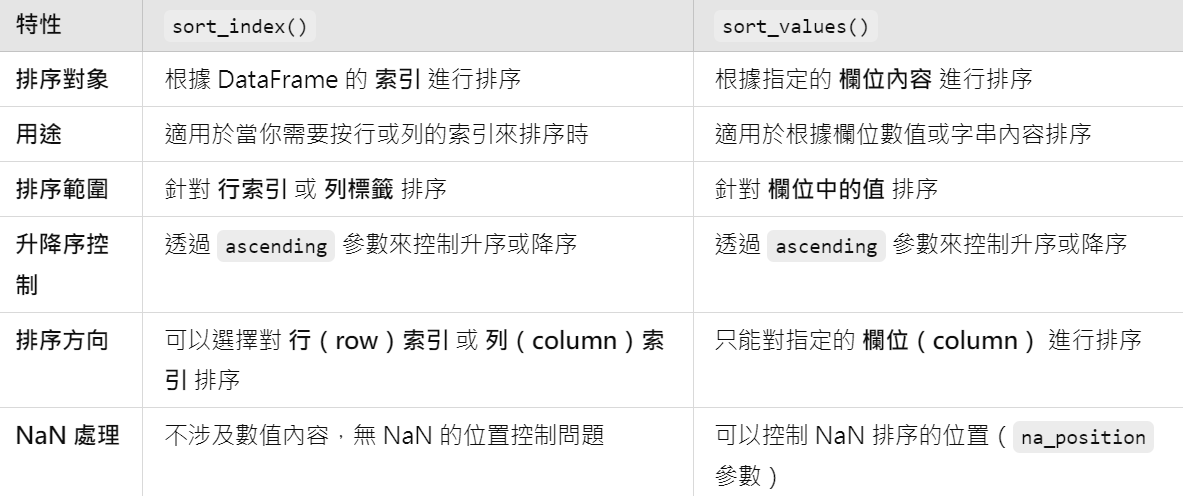 特性 sort_index() sort_values()
排序對象 根據 DataFrame 的 索引 進行排序 根據指定的 欄位內容 進行排序
用途 適用於當你需要按行或列的索引來排序時 適用於根據欄位數值或字串內容排序
排序範圍 針對 行索引 或 列標籤 排序 針對 欄位中的值 排序
升降序控 透過 ascending 參數來控制升序或降序 透過 ascending 參數來控制升序或降序
制
排序方向 可以選擇對 行（row）索引 或 列（column）索 只能對指定的 欄位（column） 進行排序
引 排序
NaN 處理 不涉及數值內容，無 NaN 的位置控制問題 可以控制 NaN 排序的位置（ na_position
參數）